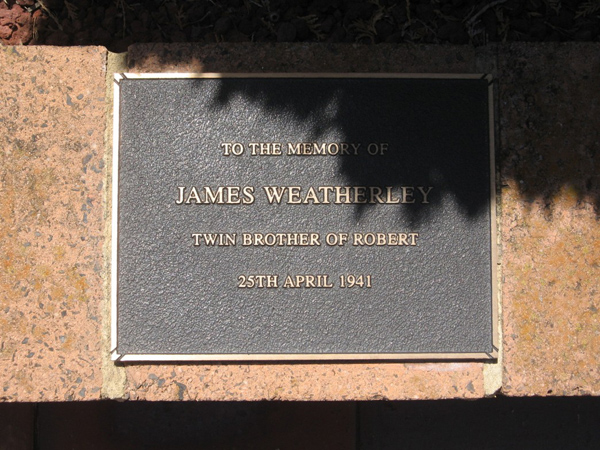 TO THE MEMORY OF
JAMES WEATHERLEY
TWIN BROTHER OF ROBERT
25TH APRIL 1941